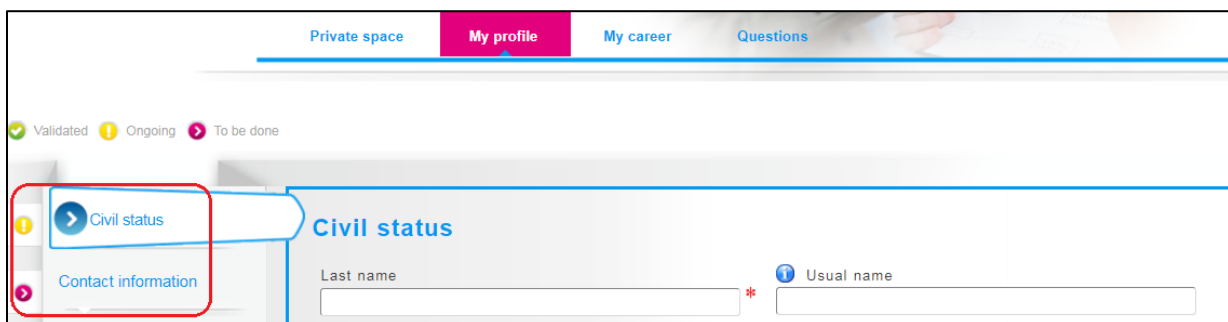 Private space My profile My career Questions
Validated Ongoing To be done
Civil status
Contact information
Civil status
Last name * Usual name